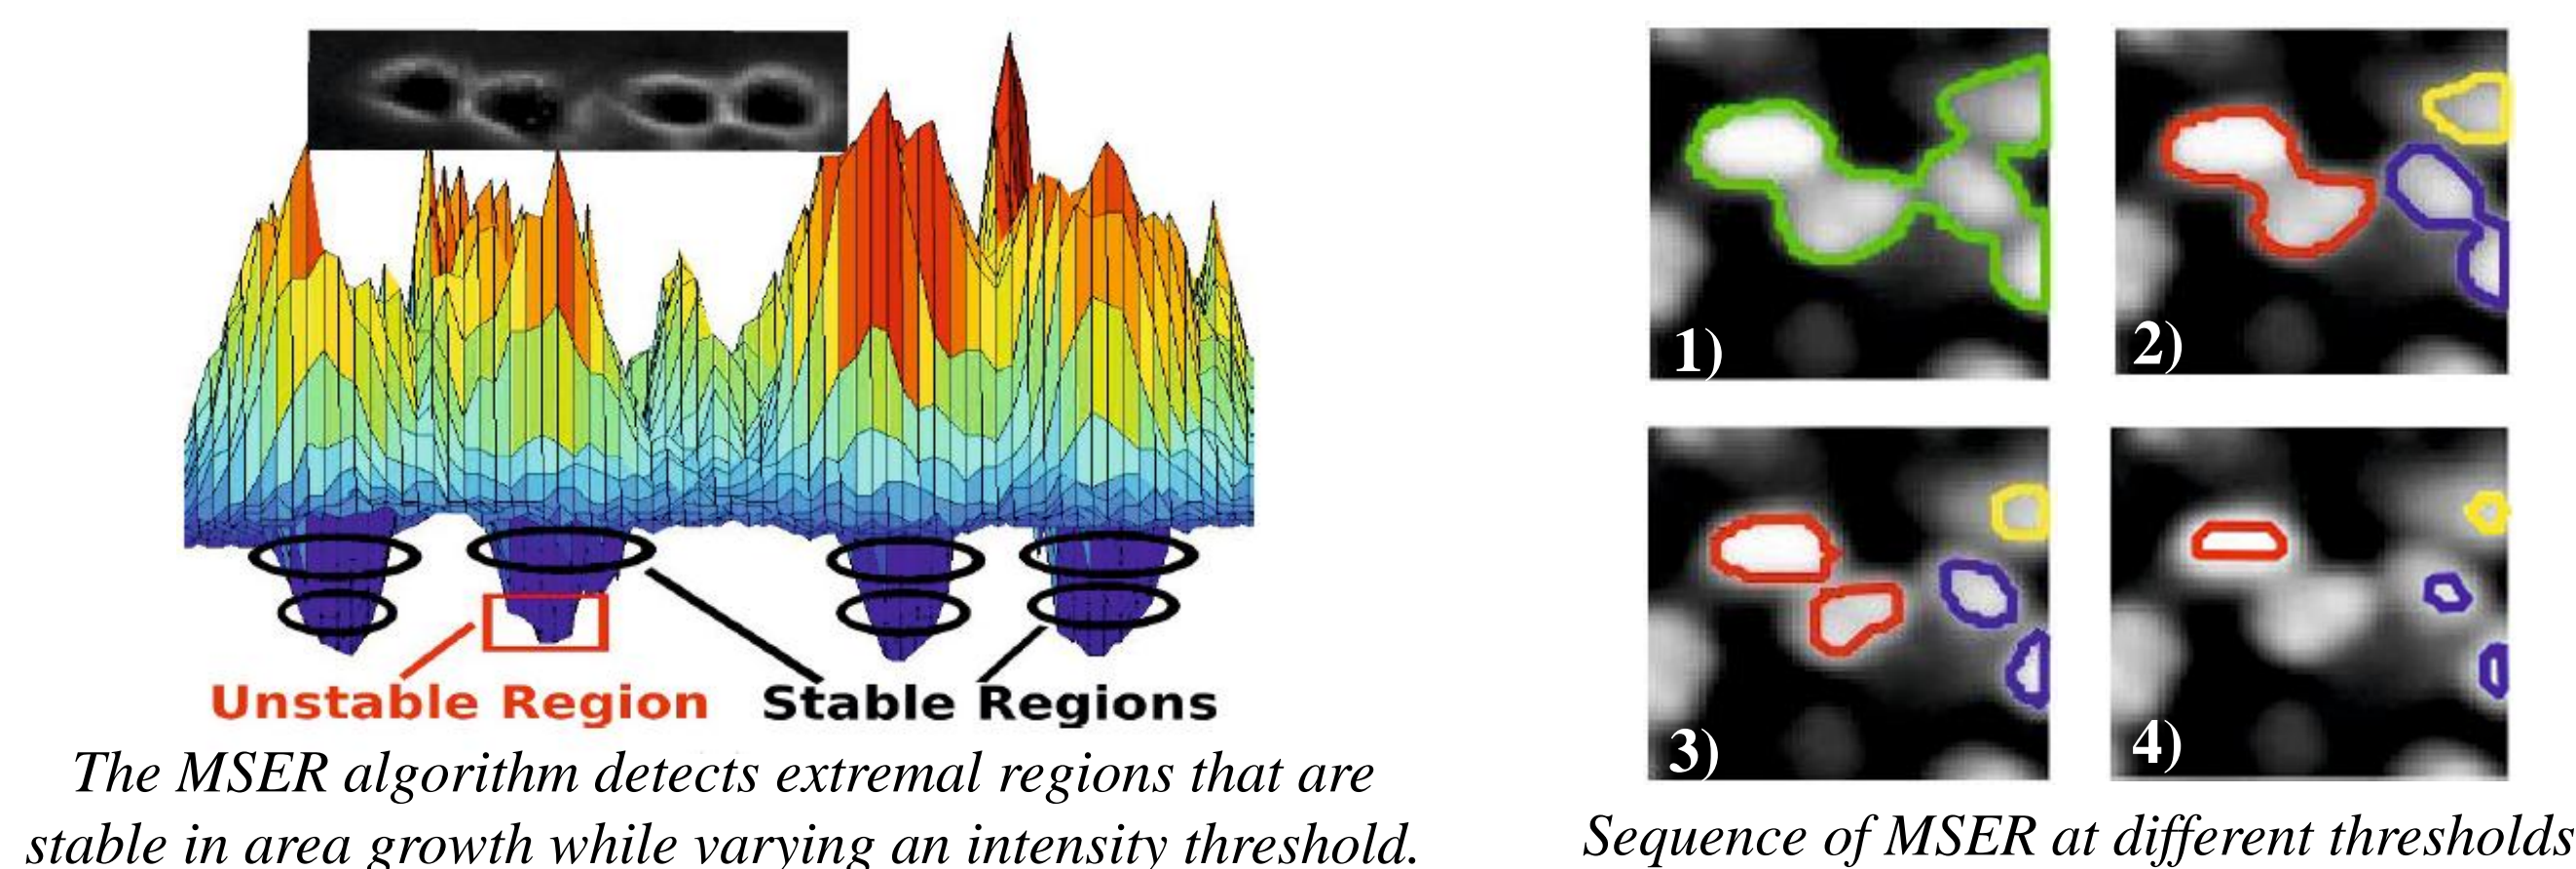 Unstable Region
Stable Regions
The MSER algorithm detects extremal regions that are
stable in area growth while varying an intensity threshold.
1)
2)
3)
4)
Sequence of MSER at different thresholds